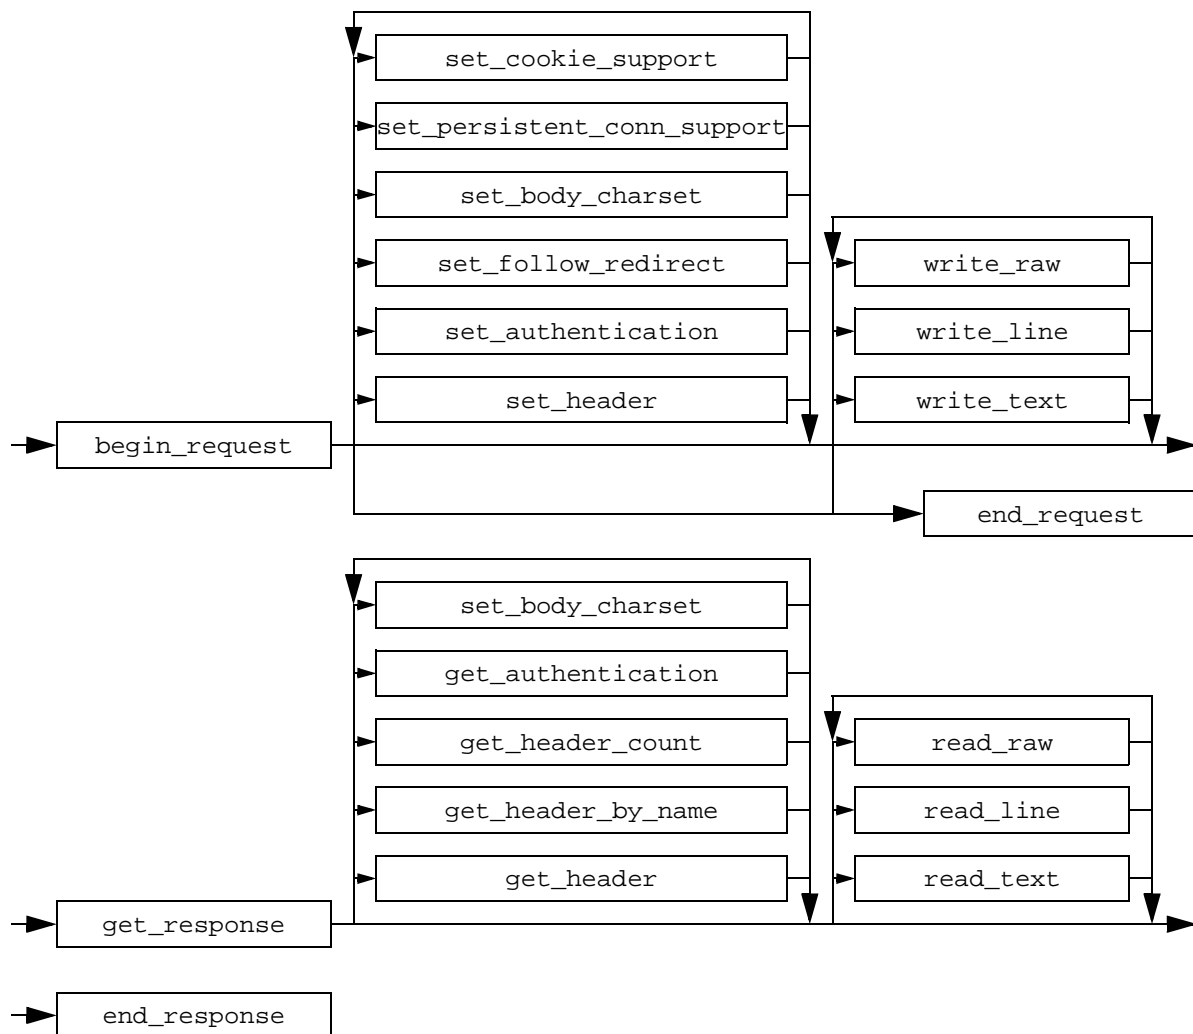 set_cookie_support
set_persistent_conn_support
set_body_charset
set_follow_redirect
write_raw
set_authentication
write_line
set_header
write_text
begin_request
end_request
set_body_charset
get_authentication
get_header_count
read_raw
get_header_by_name
read_line
get_header
read_text
get_response
end_response